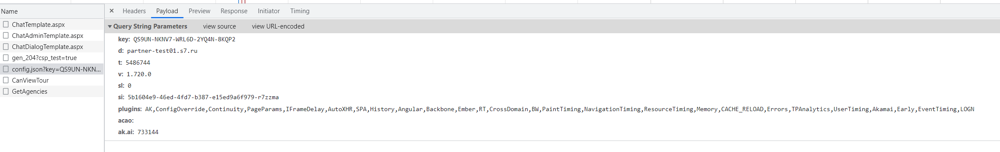 Name
ChatTemplate.aspx
ChatAdminTemplate.aspx
ChatDialogTemplate.aspx
gen_204?csp_test=true
config.json?key=QS9UN-NKN...
CanViewTour
GetAgencies
× Headers Payload Preview Response Initiator Timing
▼ Query String Parameters view source view URL-encoded
key: QS9UN-NKNV7-WRL6D-2YQ4N-8KQP2
d: partner-test01.s7.ru
t: 5486744
v: 1.720.0
sl: 0
si: 5b1604e9-46ed-4fd7-b387-e15ed9a6f979-r7zzma
plugins: AK,ConfigOverride,Continuity,PageParams,IFrameDelay,AutoXHR,SPA,History,Angular,Backbone,Ember,RT,CrossDomain,BW,PaintTiming,NavigationTiming,ResourceTiming,Memory,CACHE_RELOAD,Errors,TPAnalytics,UserTiming,Akamai,Early,EventTiming,LOGN
acao:
ak.ai: 733144